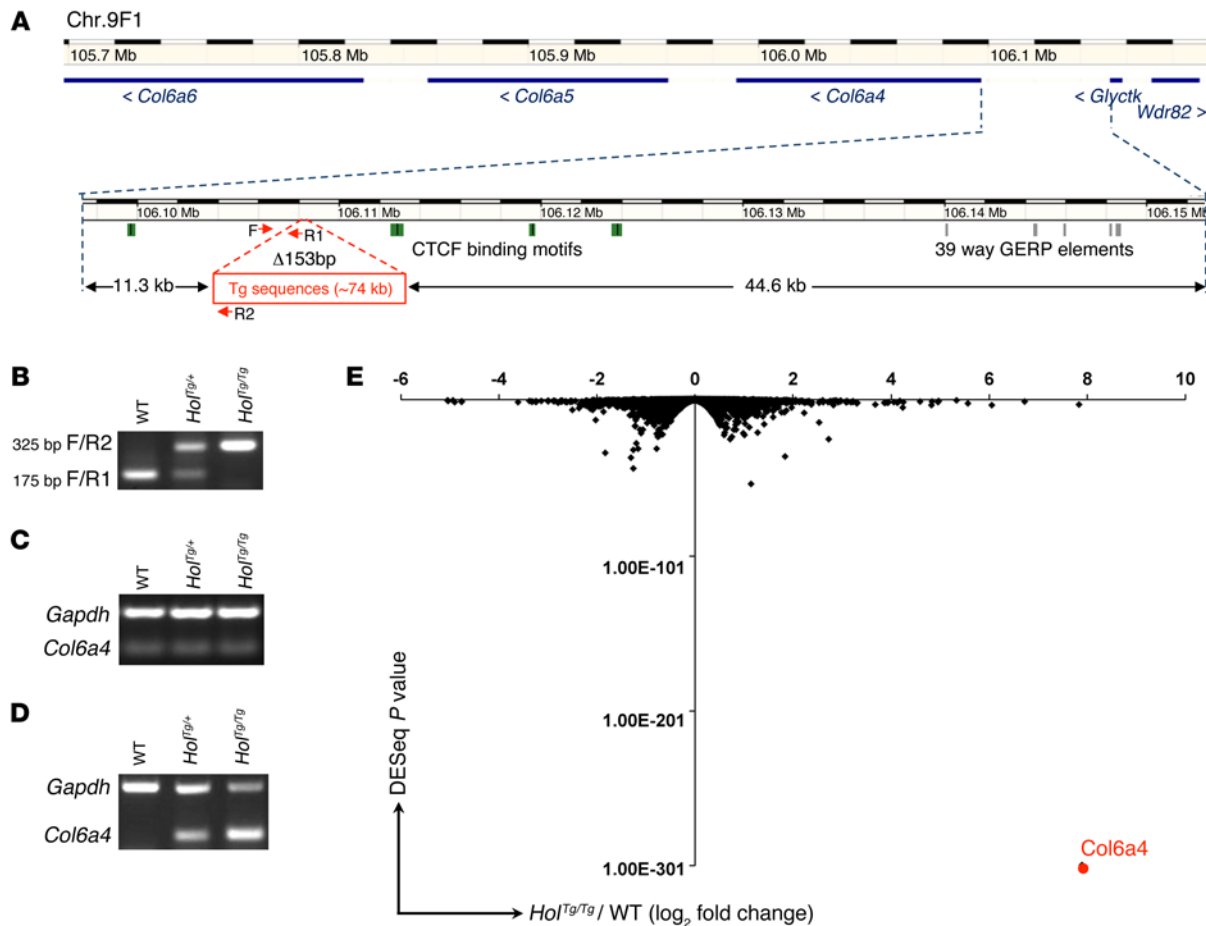 A
Chr.9F1
105.7 Mb 105.8 Mb 105.9 Mb 106.0 Mb 106.1 Mb
< Col6a6 < Col6a5 < Col6a4 < Glyctk
Wdr82 >
106.10 Mb 106.11 Mb 106.12 Mb 106.13 Mb 106.14 Mb 106.15 Mb
F R1 CTCF binding motifs 39 way GERP elements
Δ153bp
11.3 kb Tg sequences (~74 kb) 44.6 kb
R2
B
WT Hol^Tg/+ Hol^Tg/Tg
325 bp F/R2
175 bp F/R1
C
WT Hol^Tg/+ Hol^Tg/Tg
Gapdh
Col6a4
D
WT Hol^Tg/+ Hol^Tg/Tg
Gapdh
Col6a4
E
-6 -4 -2 0 2 4 6 8 10
1.00E-101
1.00E-201
1.00E-301
DESeq P value
Col6a4
Hol^Tg/Tg / WT (log₂ fold change)